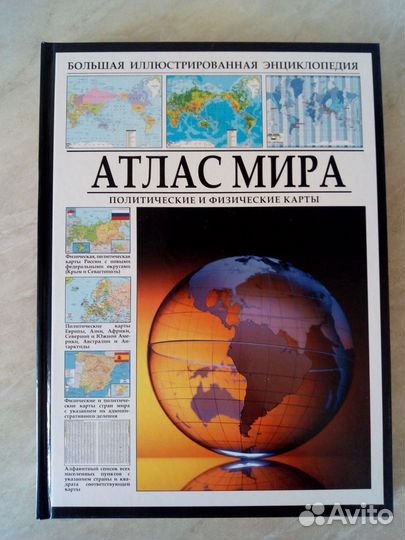 БОЛЬШАЯ ИЛЛЮСТРИРОВАННАЯ ЭНЦИКЛОПЕДИЯ
АТЛАС МИРА
ПОЛИТИЧЕСКИЕ И ФИЗИЧЕСКИЕ КАРТЫ
Физическая, политическая
карты России с новыми
федеральными округами
(Крым и Севастополь)
Политические карты
Европы, Азии, Африки,
Северной и Южной Аме-
рики, Австралии и Ан-
тарктиды
Физические и политиче-
ские карты стран мира
с указанием их админи-
стративного деления
Алфавитный список всех
населенных пунктов с
указанием страны и ква-
драта соответствующей
карты
Avito